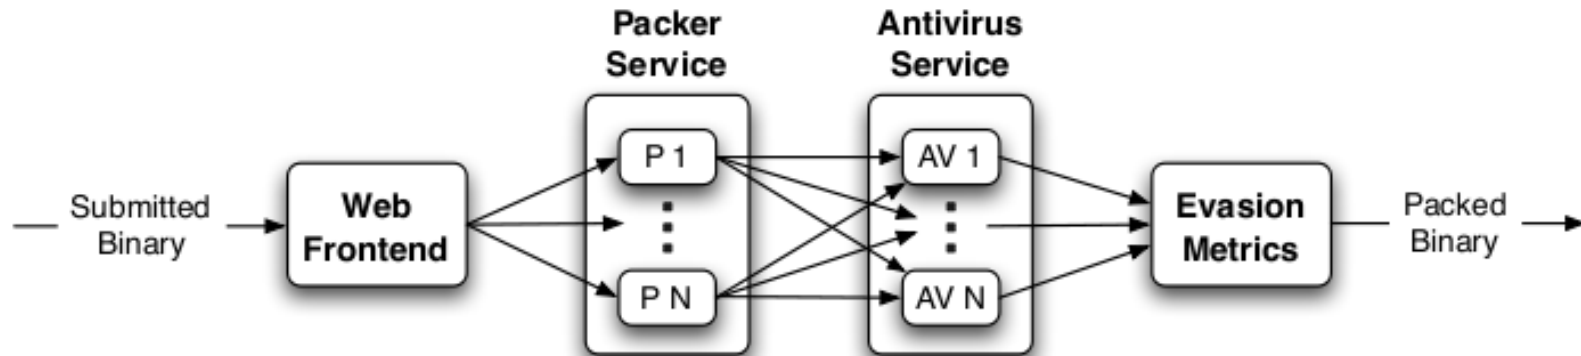 Packer
Service
Antivirus
Service
Submitted
Binary
Web
Frontend
P 1
P N
AV 1
AV N
Evasion
Metrics
Packed
Binary